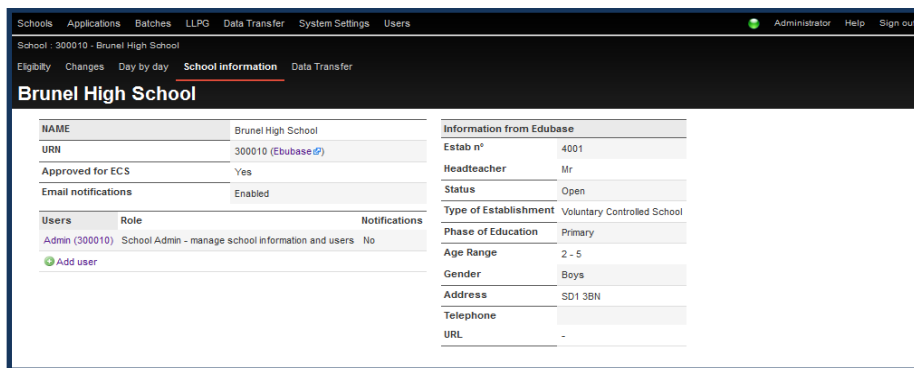 Schools Applications Batches LLPG Data Transfer System Settings Users Administrator Help Sign out
School : 300010 - Brunel High School
Eligibilty Changes Day by day School information Data Transfer
Brunel High School
NAME Brunel High School
URN 300010 (Ebubase)
Approved for ECS Yes
Email notifications Enabled
Users Role Notifications
Admin (300010) School Admin - manage school information and users No
Add user
Information from Edubase
Estab nº 4001
Headteacher Mr
Status Open
Type of Establishment Voluntary Controlled School
Phase of Education Primary
Age Range 2 - 5
Gender Boys
Address SD1 3BN
Telephone
URL -